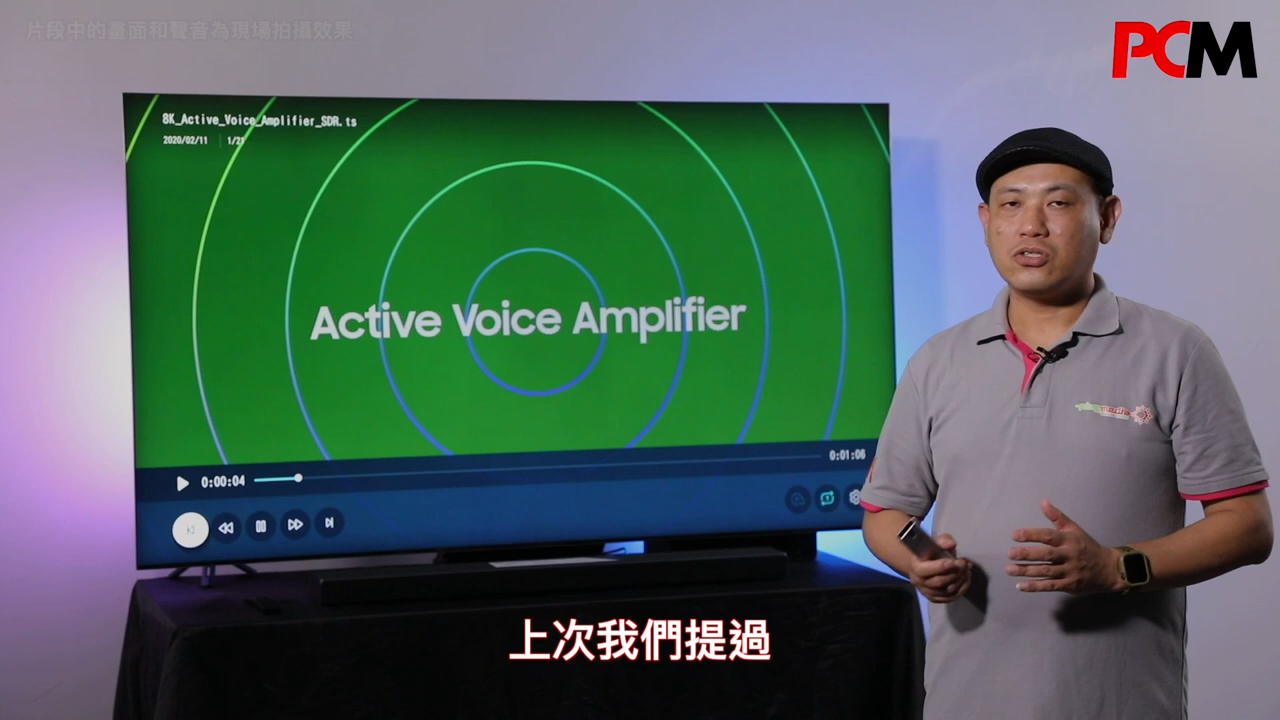 片段中的畫面和聲音為現場拍攝效果
PCM
8K_Active_Voice_Amplifier_SDR.ts
2020/02/11 1/21
Active Voice Amplifier
0:00:04
0:01:06
上次我們提過